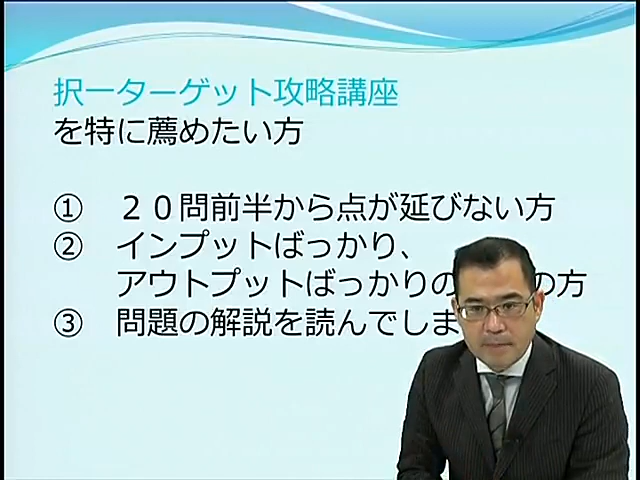 択一ターゲット攻略講座
を特に薦めたい方
① ２０問前半から点が延びない方
② インプットばっかり、
アウトプットばっかりの の方
③ 問題の解説を読んでしま